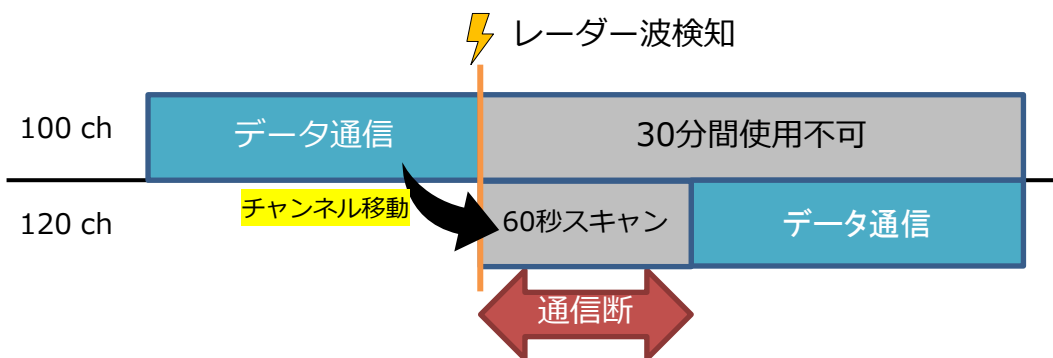 レーダー波検知
100 ch
データ通信
30分間使用不可
チャンネル移動
120 ch
60秒スキャン
データ通信
通信断